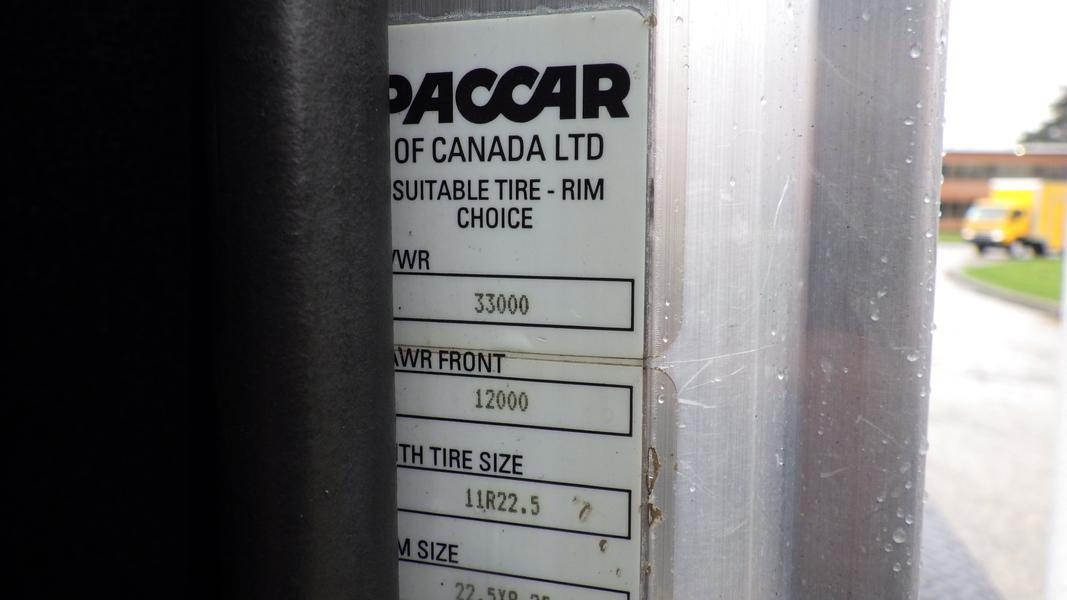 PACCAR
OF CANADA LTD
SUITABLE TIRE - RIM
CHOICE
VWR
33000
AWR FRONT
12000
TH TIRE SIZE
11R22.5
M SIZE